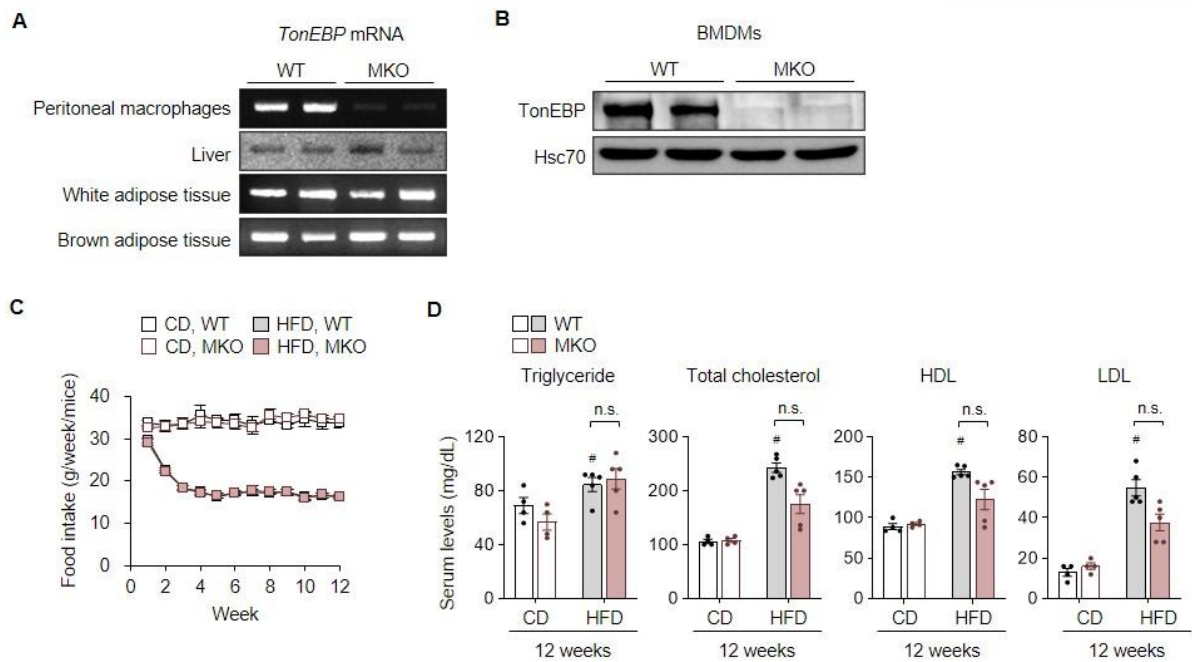 A
TonEBP mRNA
WT MKO
Peritoneal macrophages
Liver
White adipose tissue
Brown adipose tissue
B
BMDMs
WT MKO
TonEBP
Hsc70
C
CD, WT HFD, WT
CD, MKO HFD, MKO
Food intake (g/week/mice)
40
30
20
10
0
0 2 4 6 8 10 12
Week
D
WT
MKO
Serum levels (mg/dL)
Triglyceride
n.s.
#
120
80
40
0
CD HFD
12 weeks
Total cholesterol
n.s.
#
300
200
100
0
CD HFD
12 weeks
HDL
n.s.
#
200
150
100
50
0
CD HFD
12 weeks
LDL
n.s.
#
80
60
40
20
0
CD HFD
12 weeks